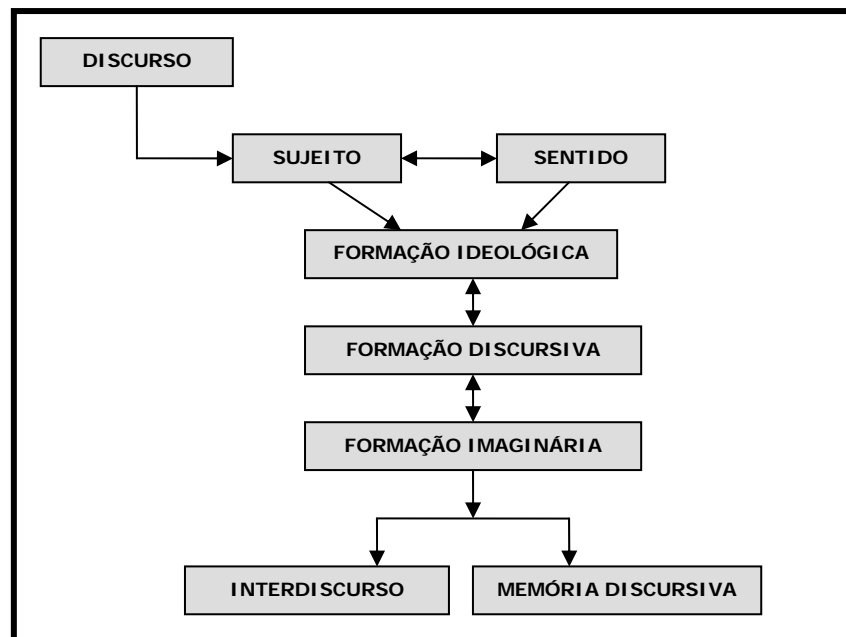 DISCURSO
SUJEITO
SENTIDO
FORMAÇÃO IDEOLÓGICA
FORMAÇÃO DISCURSIVA
FORMAÇÃO IMAGINÁRIA
INTERDISCURSO
MEMÓRIA DISCURSIVA